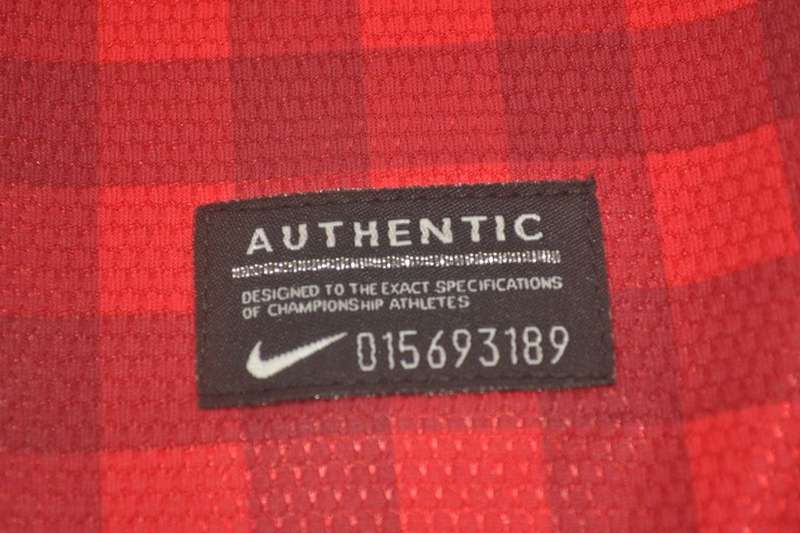 AUTHENTIC
DESIGNED TO THE EXACT SPECIFICATIONS
OF CHAMPIONSHIP ATHLETES
015693189